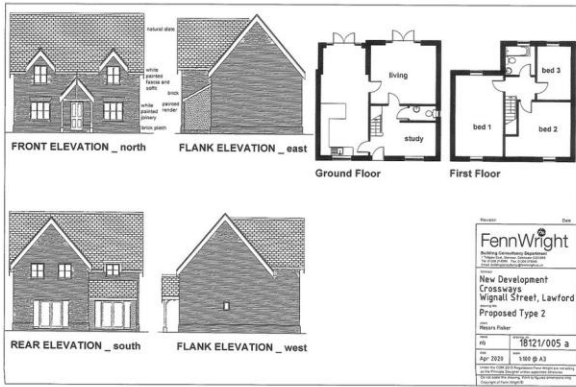 natural slate
white
painted
fascia and
soffit
brick
painted
render
white
painted
joinery
brick plinth
FRONT ELEVATION _ north
FLANK ELEVATION _ east
living
study
Ground Floor
bed 3
bed 1
bed 2
First Floor
REAR ELEVATION _ south
FLANK ELEVATION _ west
Revision Date
FennWright
Building Consultancy Department
New Development
Crossways
Wignall Street, Lawford
Proposed Type 2
Messrs Fisker
18121/005 a
Apr 2020
1:100 @ A3